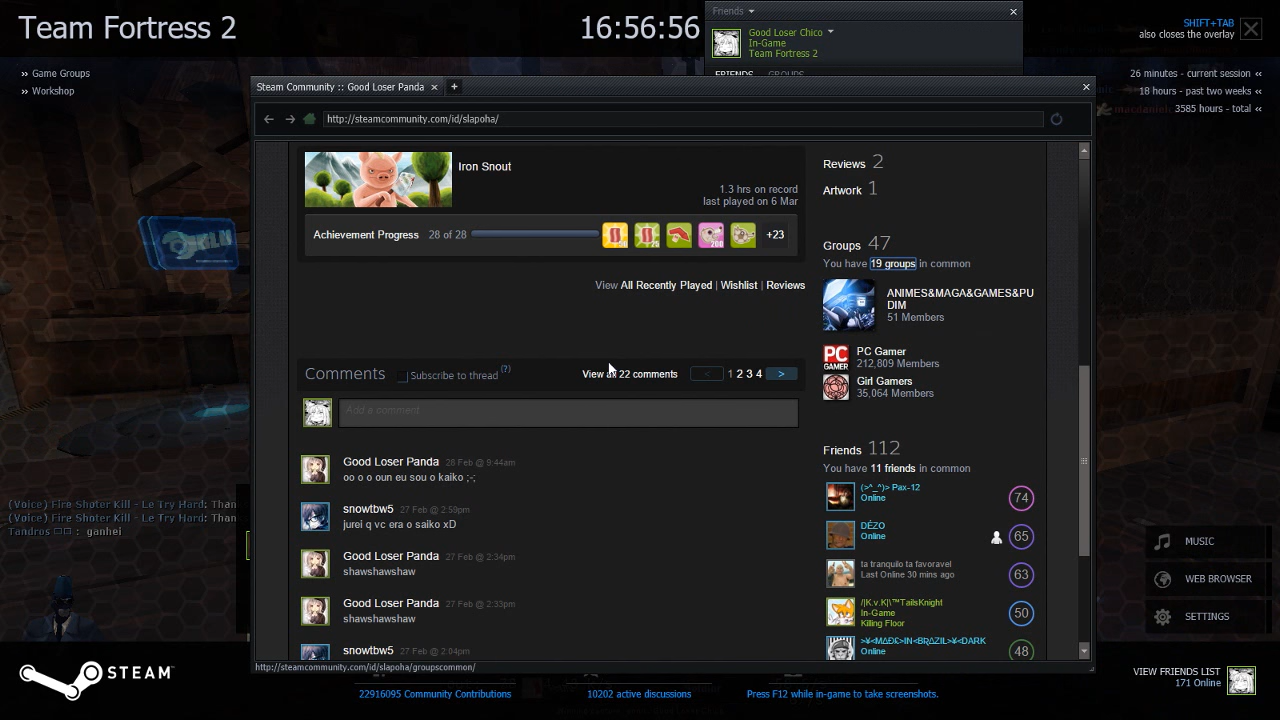 Team Fortress 2
16:56:56
Friends
Good Loser Chico
In-Game
Team Fortress 2
FRIENDS GROUPS
SHIFT+TAB
also closes the overlay
» Game Groups
» Workshop
26 minutes - current session «
18 hours - past two weeks «
3585 hours - total «
Steam Community :: Good Loser Panda
http://steamcommunity.com/id/slapoha/
Iron Snout
1.3 hrs on record
last played on 6 Mar
Achievement Progress 28 of 28 +23
View All Recently Played | Wishlist | Reviews
Comments Subscribe to thread (?)
View all 22 comments < 1 2 3 4 >
Add a comment
Good Loser Panda 28 Feb @ 9:44am
oo o o oun eu sou o kaiko ;-;
snowtbw5 27 Feb @ 2:59pm
jurei q vc era o saiko xD
Good Loser Panda 27 Feb @ 2:34pm
shawshawshaw
Good Loser Panda 27 Feb @ 2:33pm
shawshawshaw
snowtbw5 27 Feb @ 2:04pm
http://steamcommunity.com/id/slapoha/groupscommon/
Reviews 2
Artwork 1
Groups 47
You have 19 groups in common
ANIMES&MAGA&GAMES&PU
DIM
51 Members
PC Gamer
212,809 Members
Girl Gamers
35,064 Members
Friends 112
You have 11 friends in common
(>^_^)> Pax-12
Online
74
DÉZO
Online
65
ta tranquilo ta favoravel
Last Online 30 mins ago
63
/|K.v.K|\™TailsKnight
In-Game
Killing Floor
50
Online
48
(Voice) Fire Shoter Kill - Le Try Hard: Than
(Voice) Fire Shoter Kill - Le Try Hard: Than
Tandros : ganhei
MUSIC
WEB BROWSER
SETTINGS
STEAM™
22916095 Community Contributions
10202 active discussions
Press F12 while in-game to take screenshots.
VIEW FRIENDS LIST
171 Online